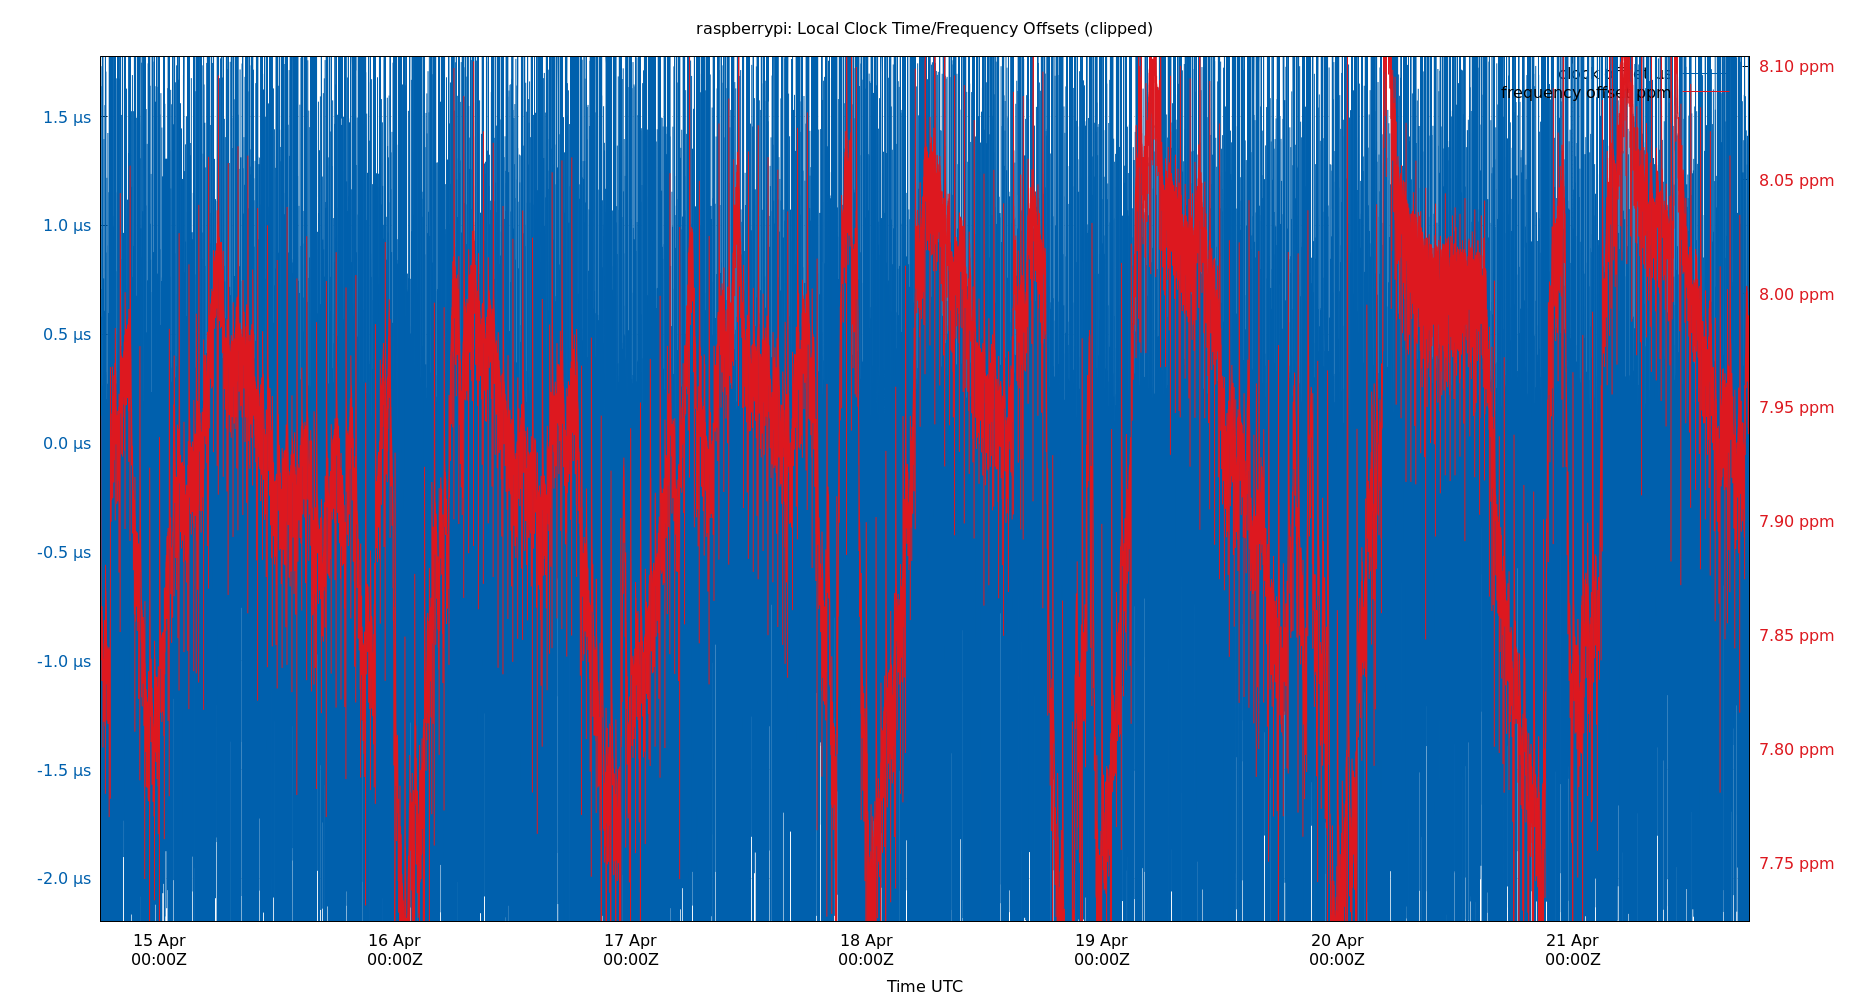 raspberrypi: Local Clock Time/Frequency Offsets (clipped)
clock offset µs
frequency offset ppm
1.5 µs
1.0 µs
0.5 µs
0.0 µs
-0.5 µs
-1.0 µs
-1.5 µs
-2.0 µs
8.10 ppm
8.05 ppm
8.00 ppm
7.95 ppm
7.90 ppm
7.85 ppm
7.80 ppm
7.75 ppm
15 Apr
00:00Z
16 Apr
00:00Z
17 Apr
00:00Z
18 Apr
00:00Z
19 Apr
00:00Z
20 Apr
00:00Z
21 Apr
00:00Z
Time UTC